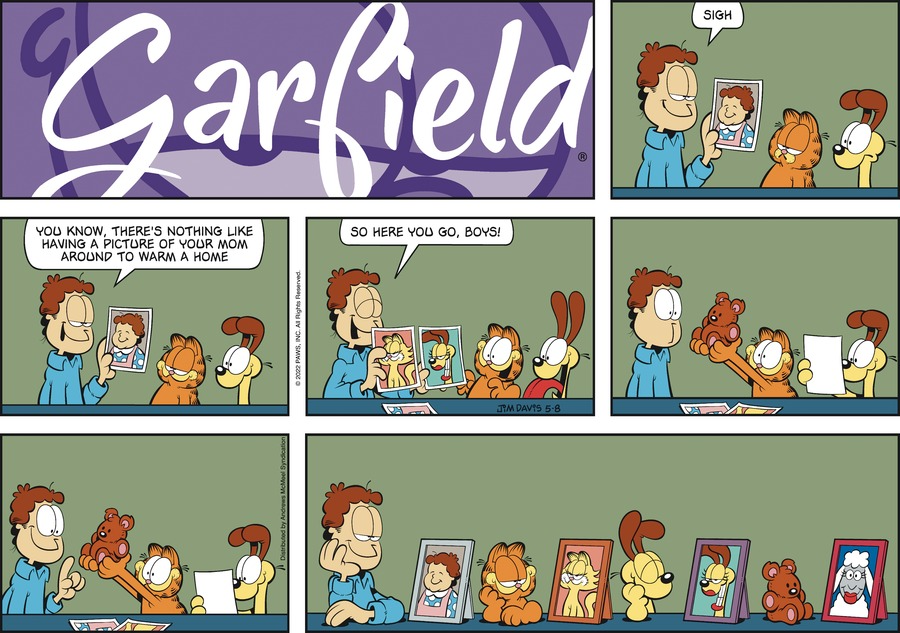 Garfield
®
SIGH
YOU KNOW, THERE'S NOTHING LIKE
HAVING A PICTURE OF YOUR MOM
AROUND TO WARM A HOME
© 2022 PAWS, INC. All Rights Reserved.
SO HERE YOU GO, BOYS!
JIM DAVIS 5-8
Distributed by Andrews McMeel Syndication